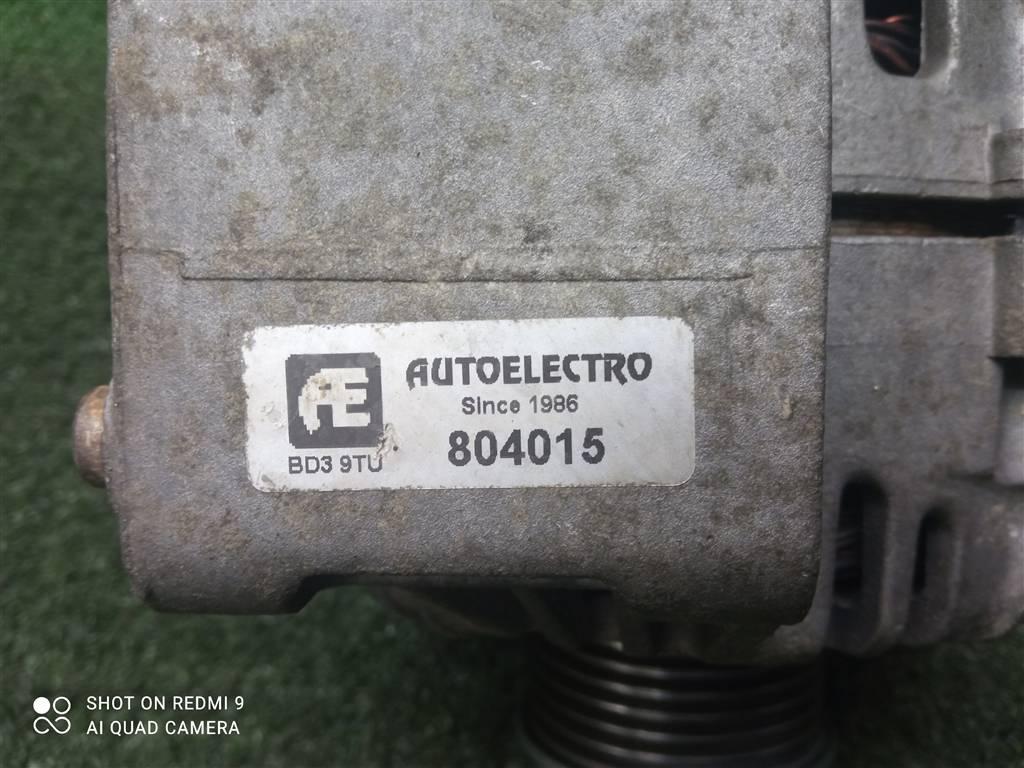 AE
AUTOELECTRO
Since 1986
BD3 9TU
804015
SHOT ON REDMI 9
AI QUAD CAMERA